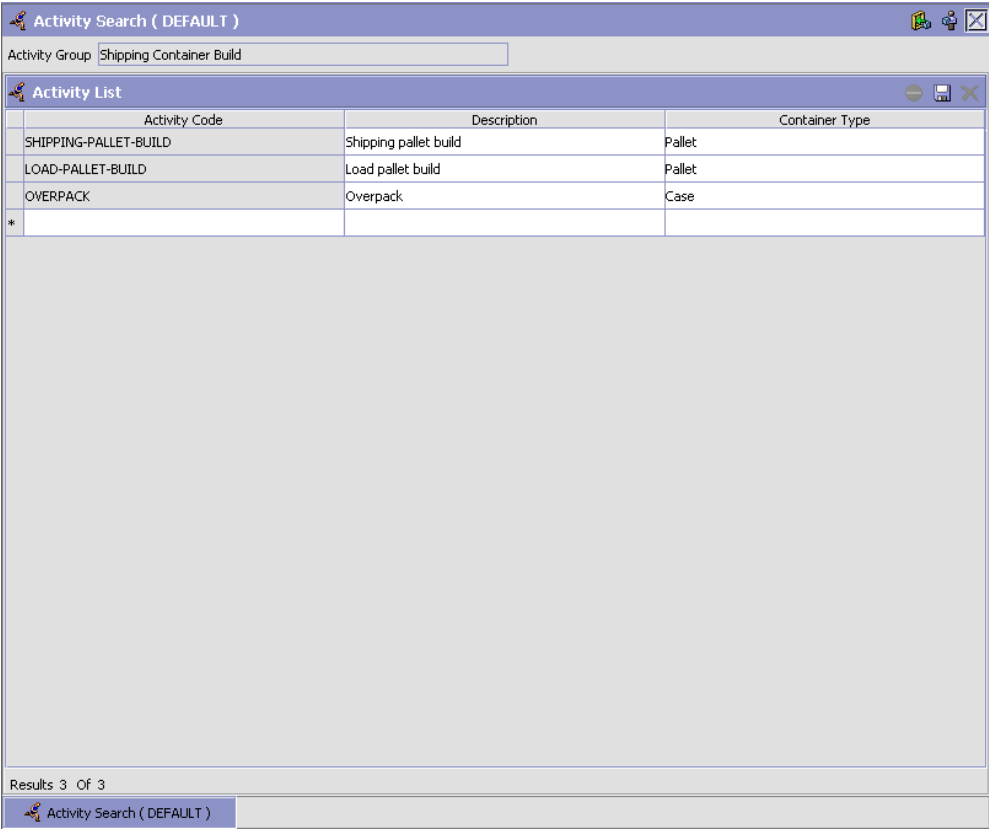 Activity Search ( DEFAULT )
Activity Group Shipping Container Build
Activity List
Activity Code Description Container Type
SHIPPING-PALLET-BUILD Shipping pallet build Pallet
LOAD-PALLET-BUILD Load pallet build Pallet
OVERPACK Overpack Case
*
Results 3 Of 3
Activity Search ( DEFAULT )